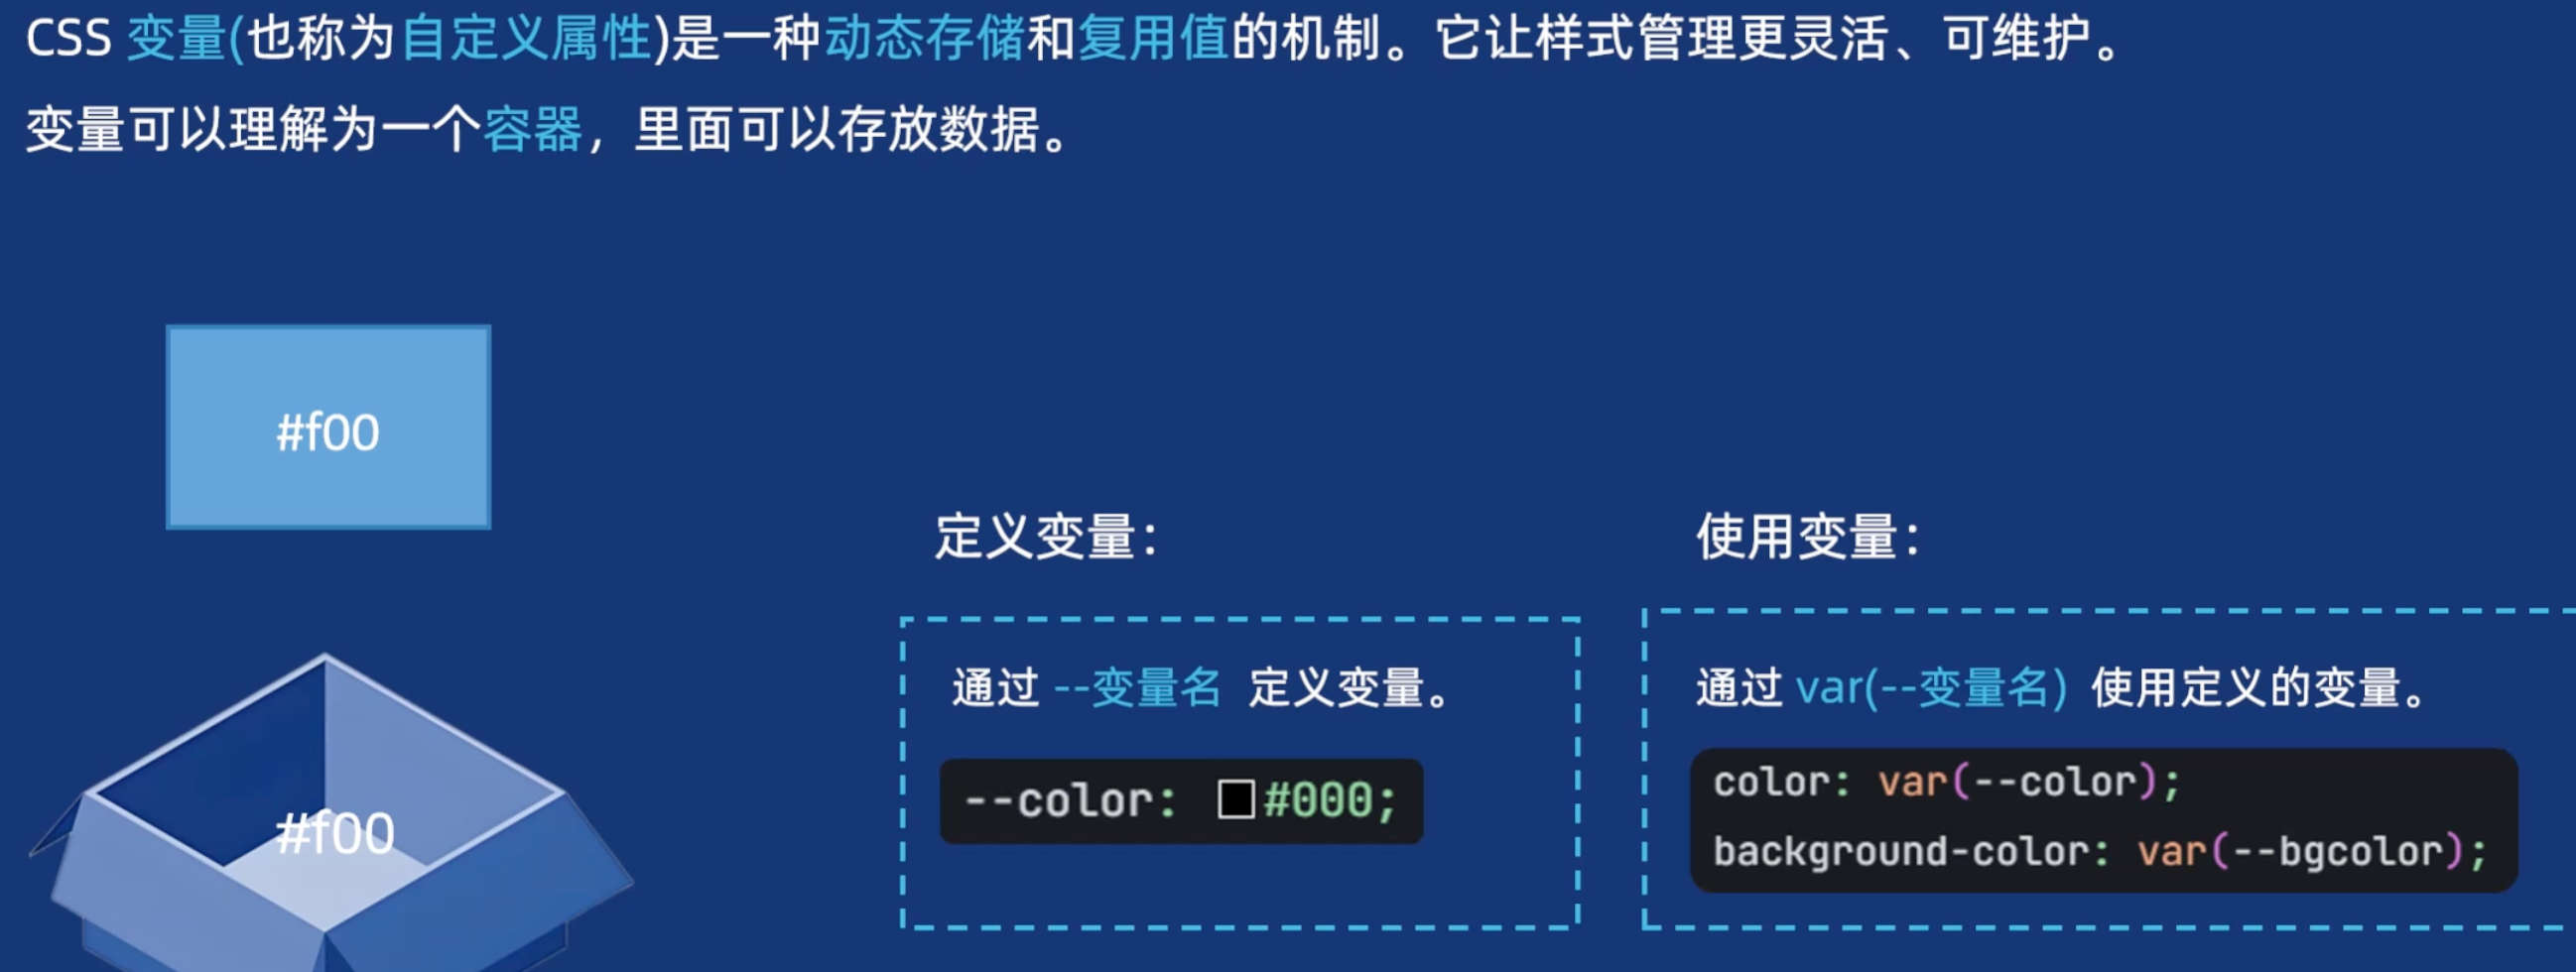 CSS 变量(也称为自定义属性)是一种动态存储和复用值的机制。它让样式管理更灵活、可维护。
变量可以理解为一个容器，里面可以存放数据。
#f00
#f00
定义变量：
通过 --变量名 定义变量。
--color: #000;
使用变量：
通过 var(--变量名) 使用定义的变量。
color: var(--color);
background-color: var(--bgcolor);